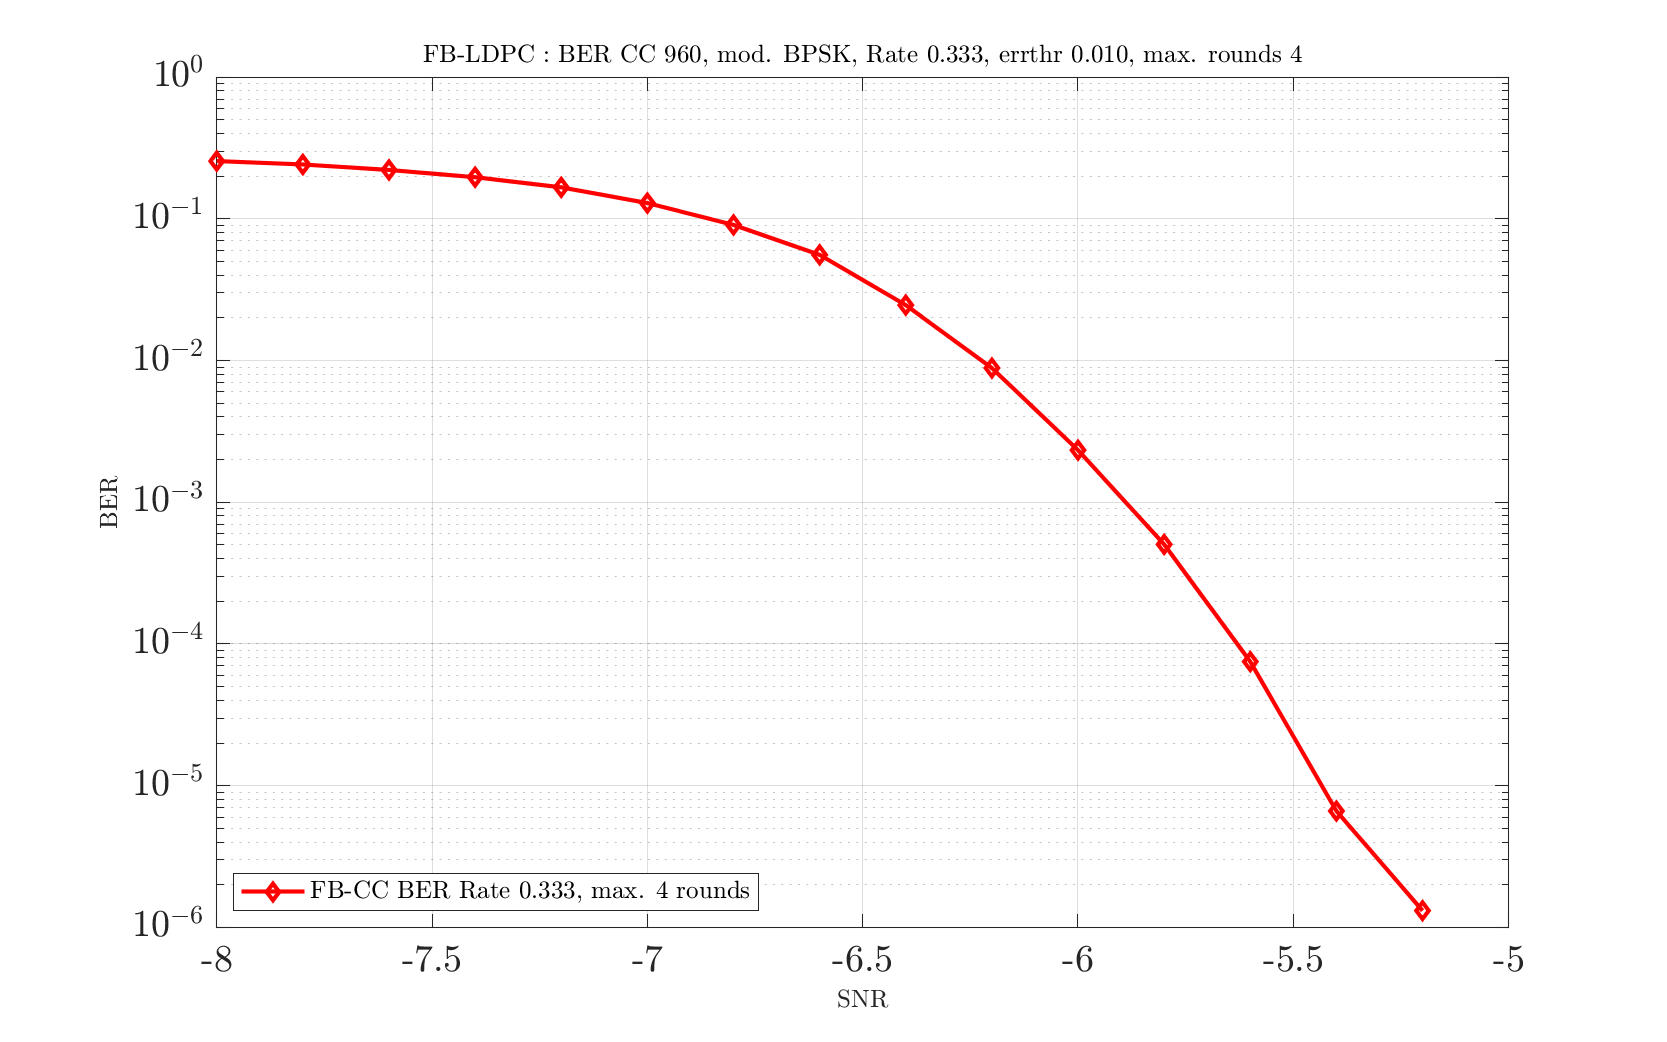 FB-LDPC : BER CC 960, mod. BPSK, Rate 0.333, errthr 0.010, max. rounds 4
10^0
10^{-1}
10^{-2}
10^{-3}
10^{-4}
10^{-5}
10^{-6}
BER
FB-CC BER Rate 0.333, max. 4 rounds
-8 -7.5 -7 -6.5 -6 -5.5 -5
SNR